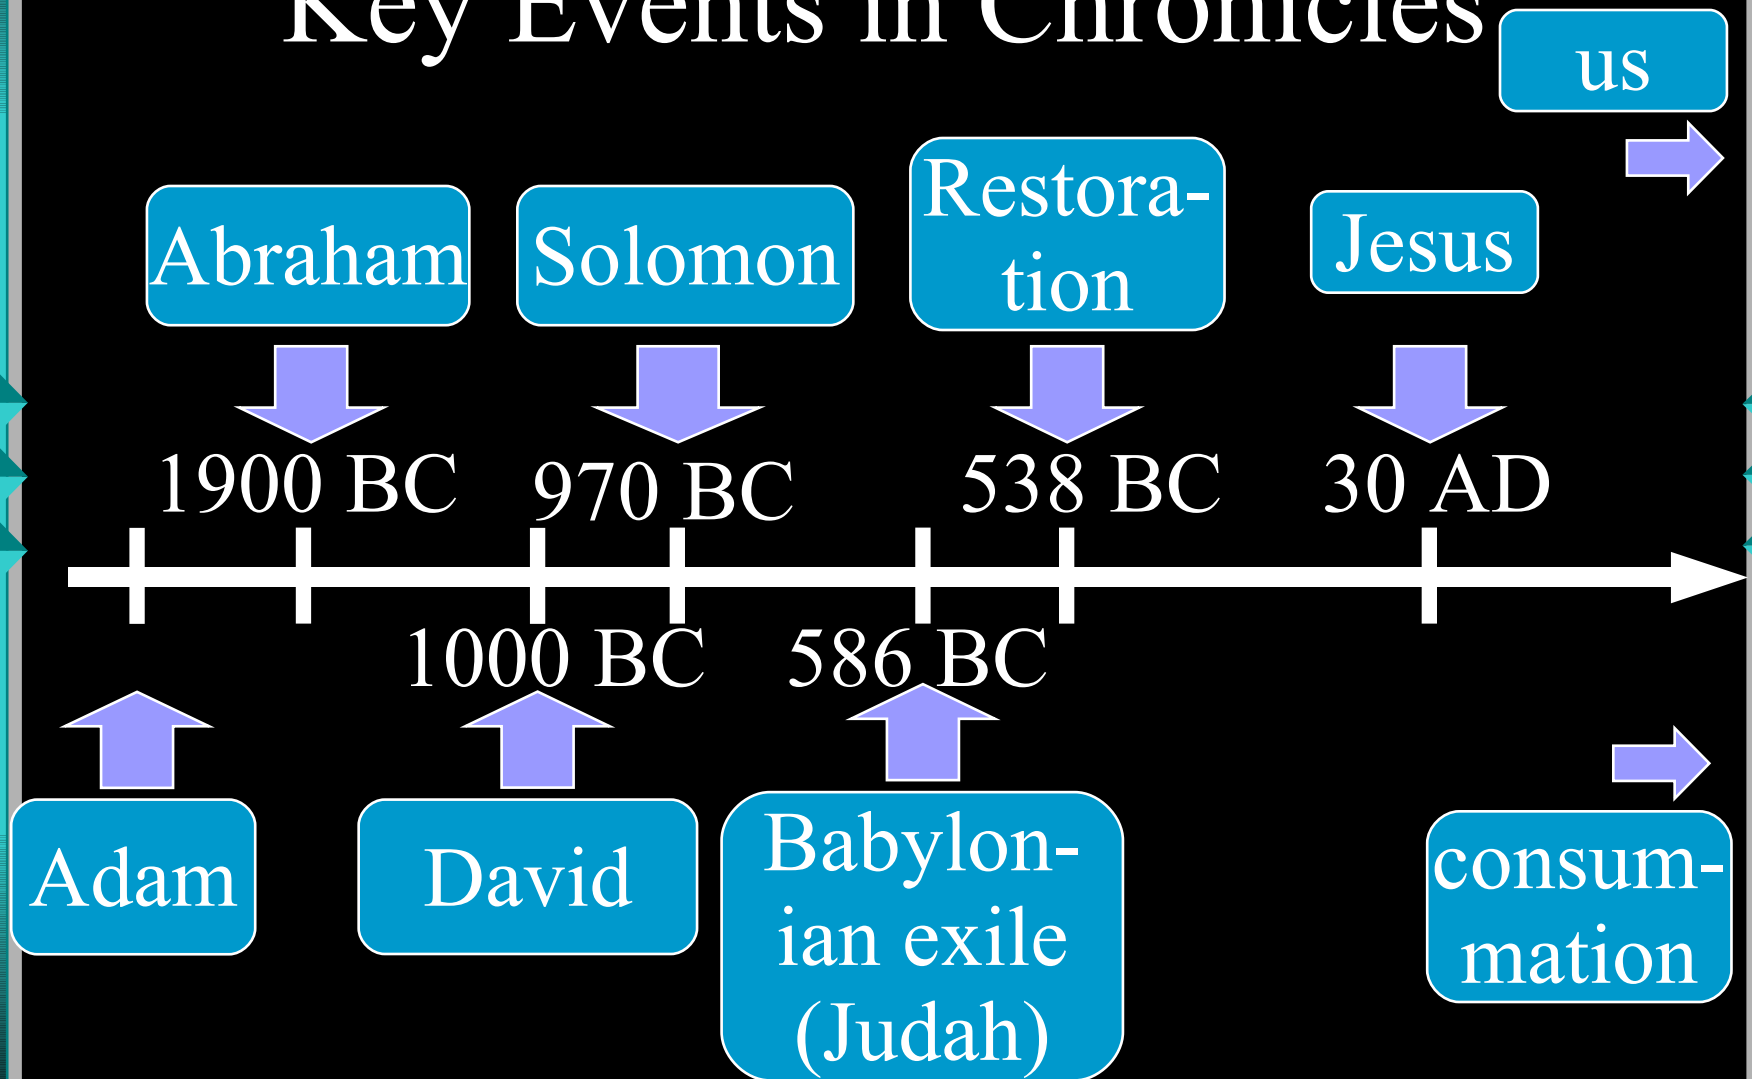 Key Events in Chronicles
us
Abraham
Solomon
Restora-
tion
Jesus
1900 BC
970 BC
538 BC
30 AD
1000 BC
586 BC
Adam
David
Babylon-
ian exile
(Judah)
consum-
mation